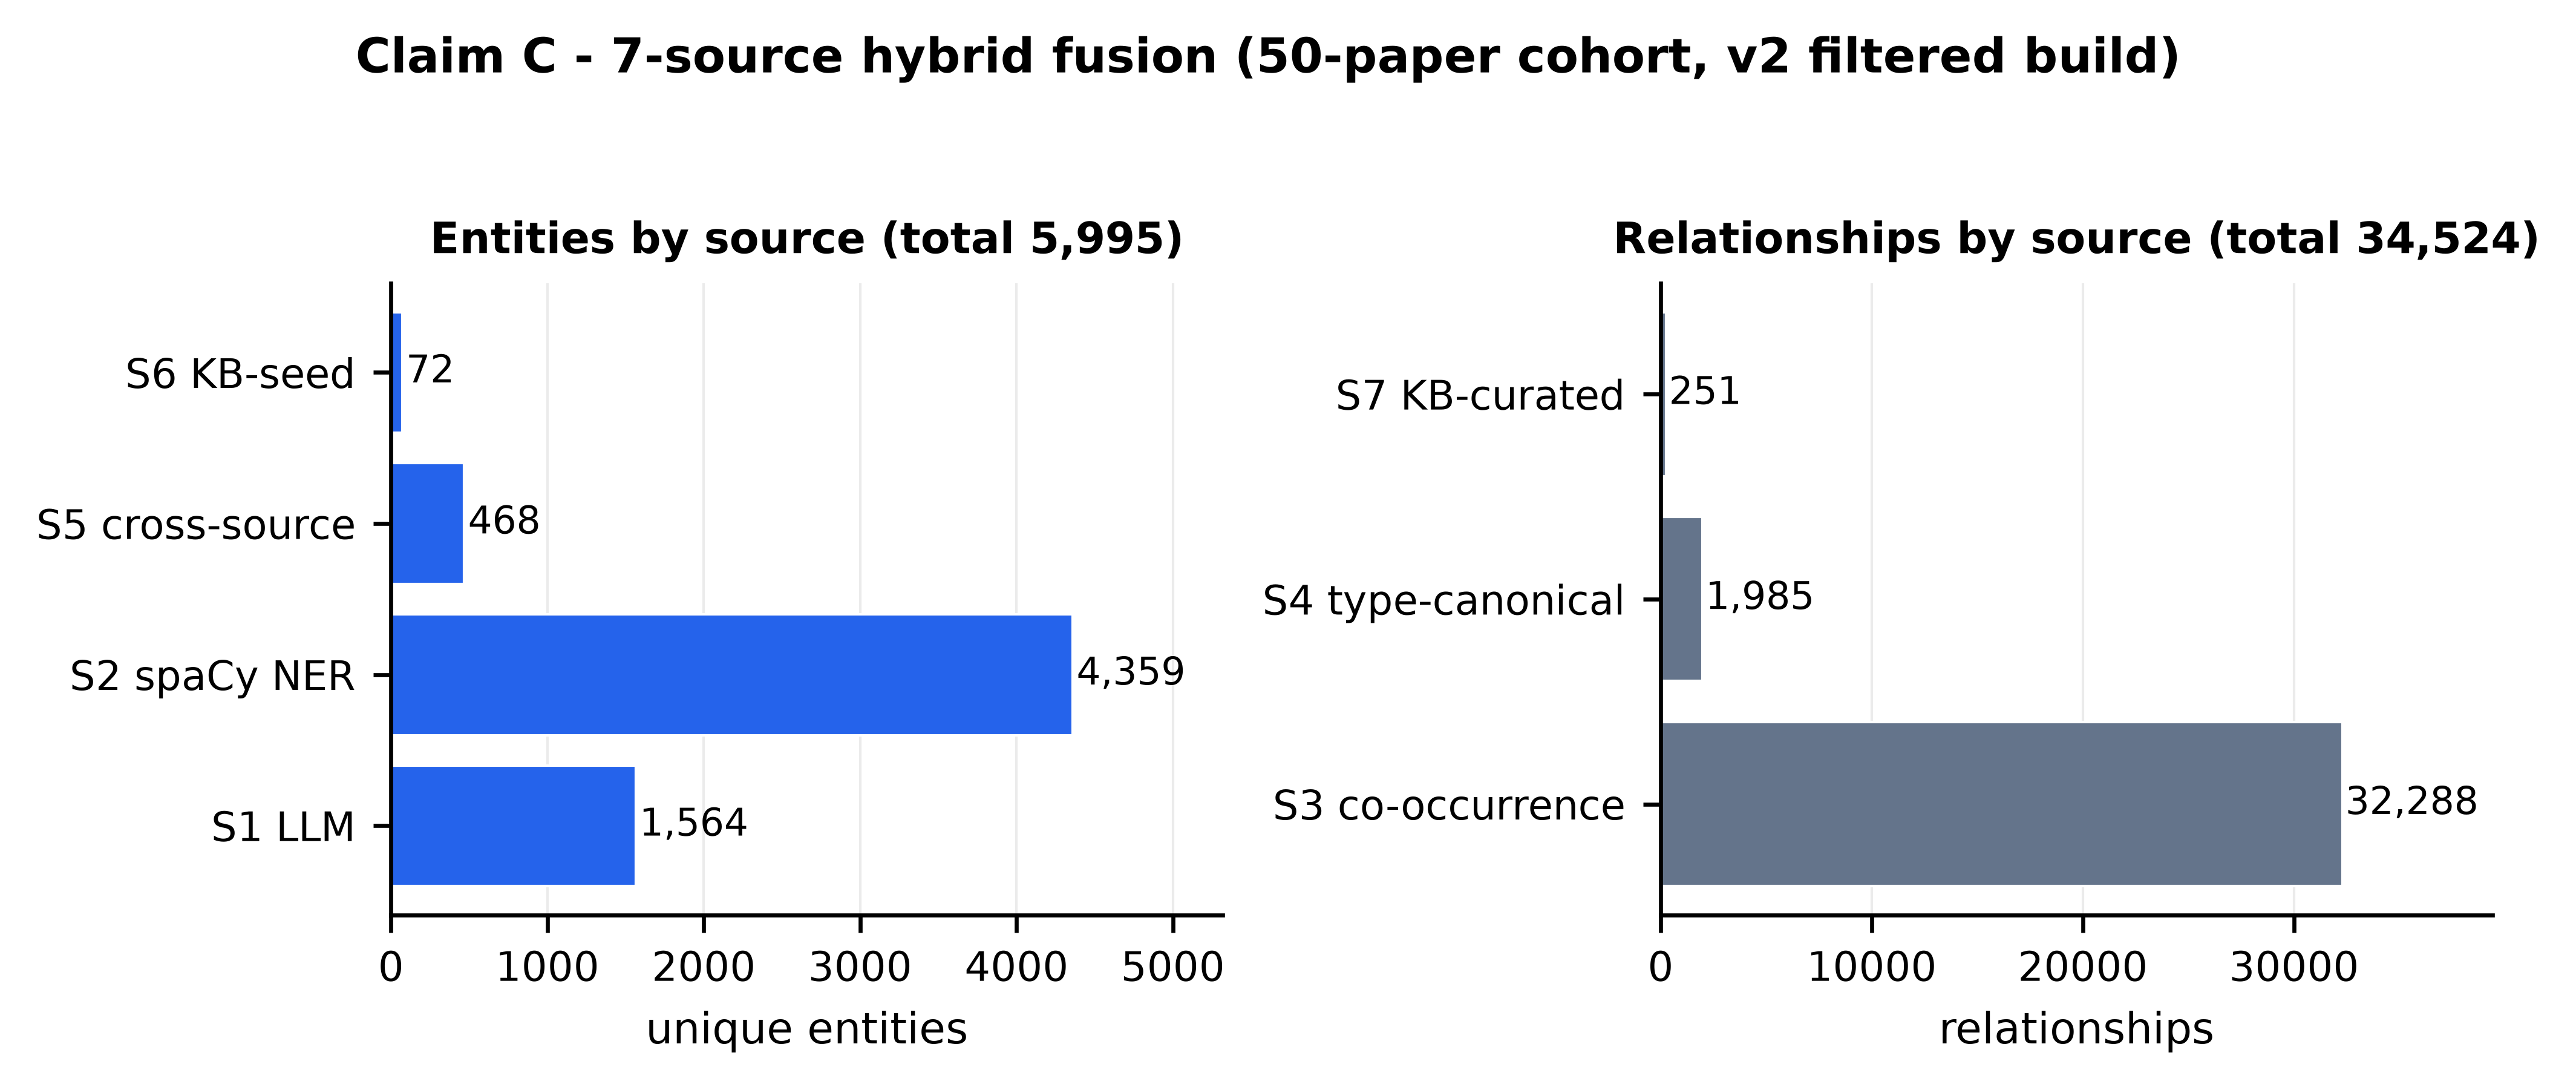 Claim C - 7-source hybrid fusion (50-paper cohort, v2 filtered build)
Entities by source (total 5,995)
S6 KB-seed
72
S5 cross-source
468
S2 spaCy NER
4,359
S1 LLM
1,564
0 1000 2000 3000 4000 5000
unique entities
Relationships by source (total 34,524)
S7 KB-curated
251
S4 type-canonical
1,985
S3 co-occurrence
32,288
0 10000 20000 30000
relationships